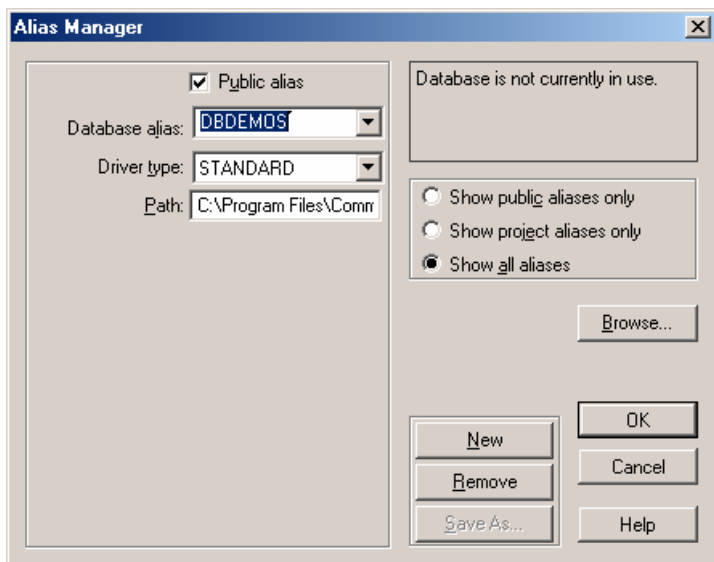 Alias Manager
Public alias
Database alias: DBDEMOS
Driver type: STANDARD
Path: C:\Program Files\Comm
Database is not currently in use.
Show public aliases only
Show project aliases only
Show all aliases
Browse...
New
Remove
Save As...
OK
Cancel
Help